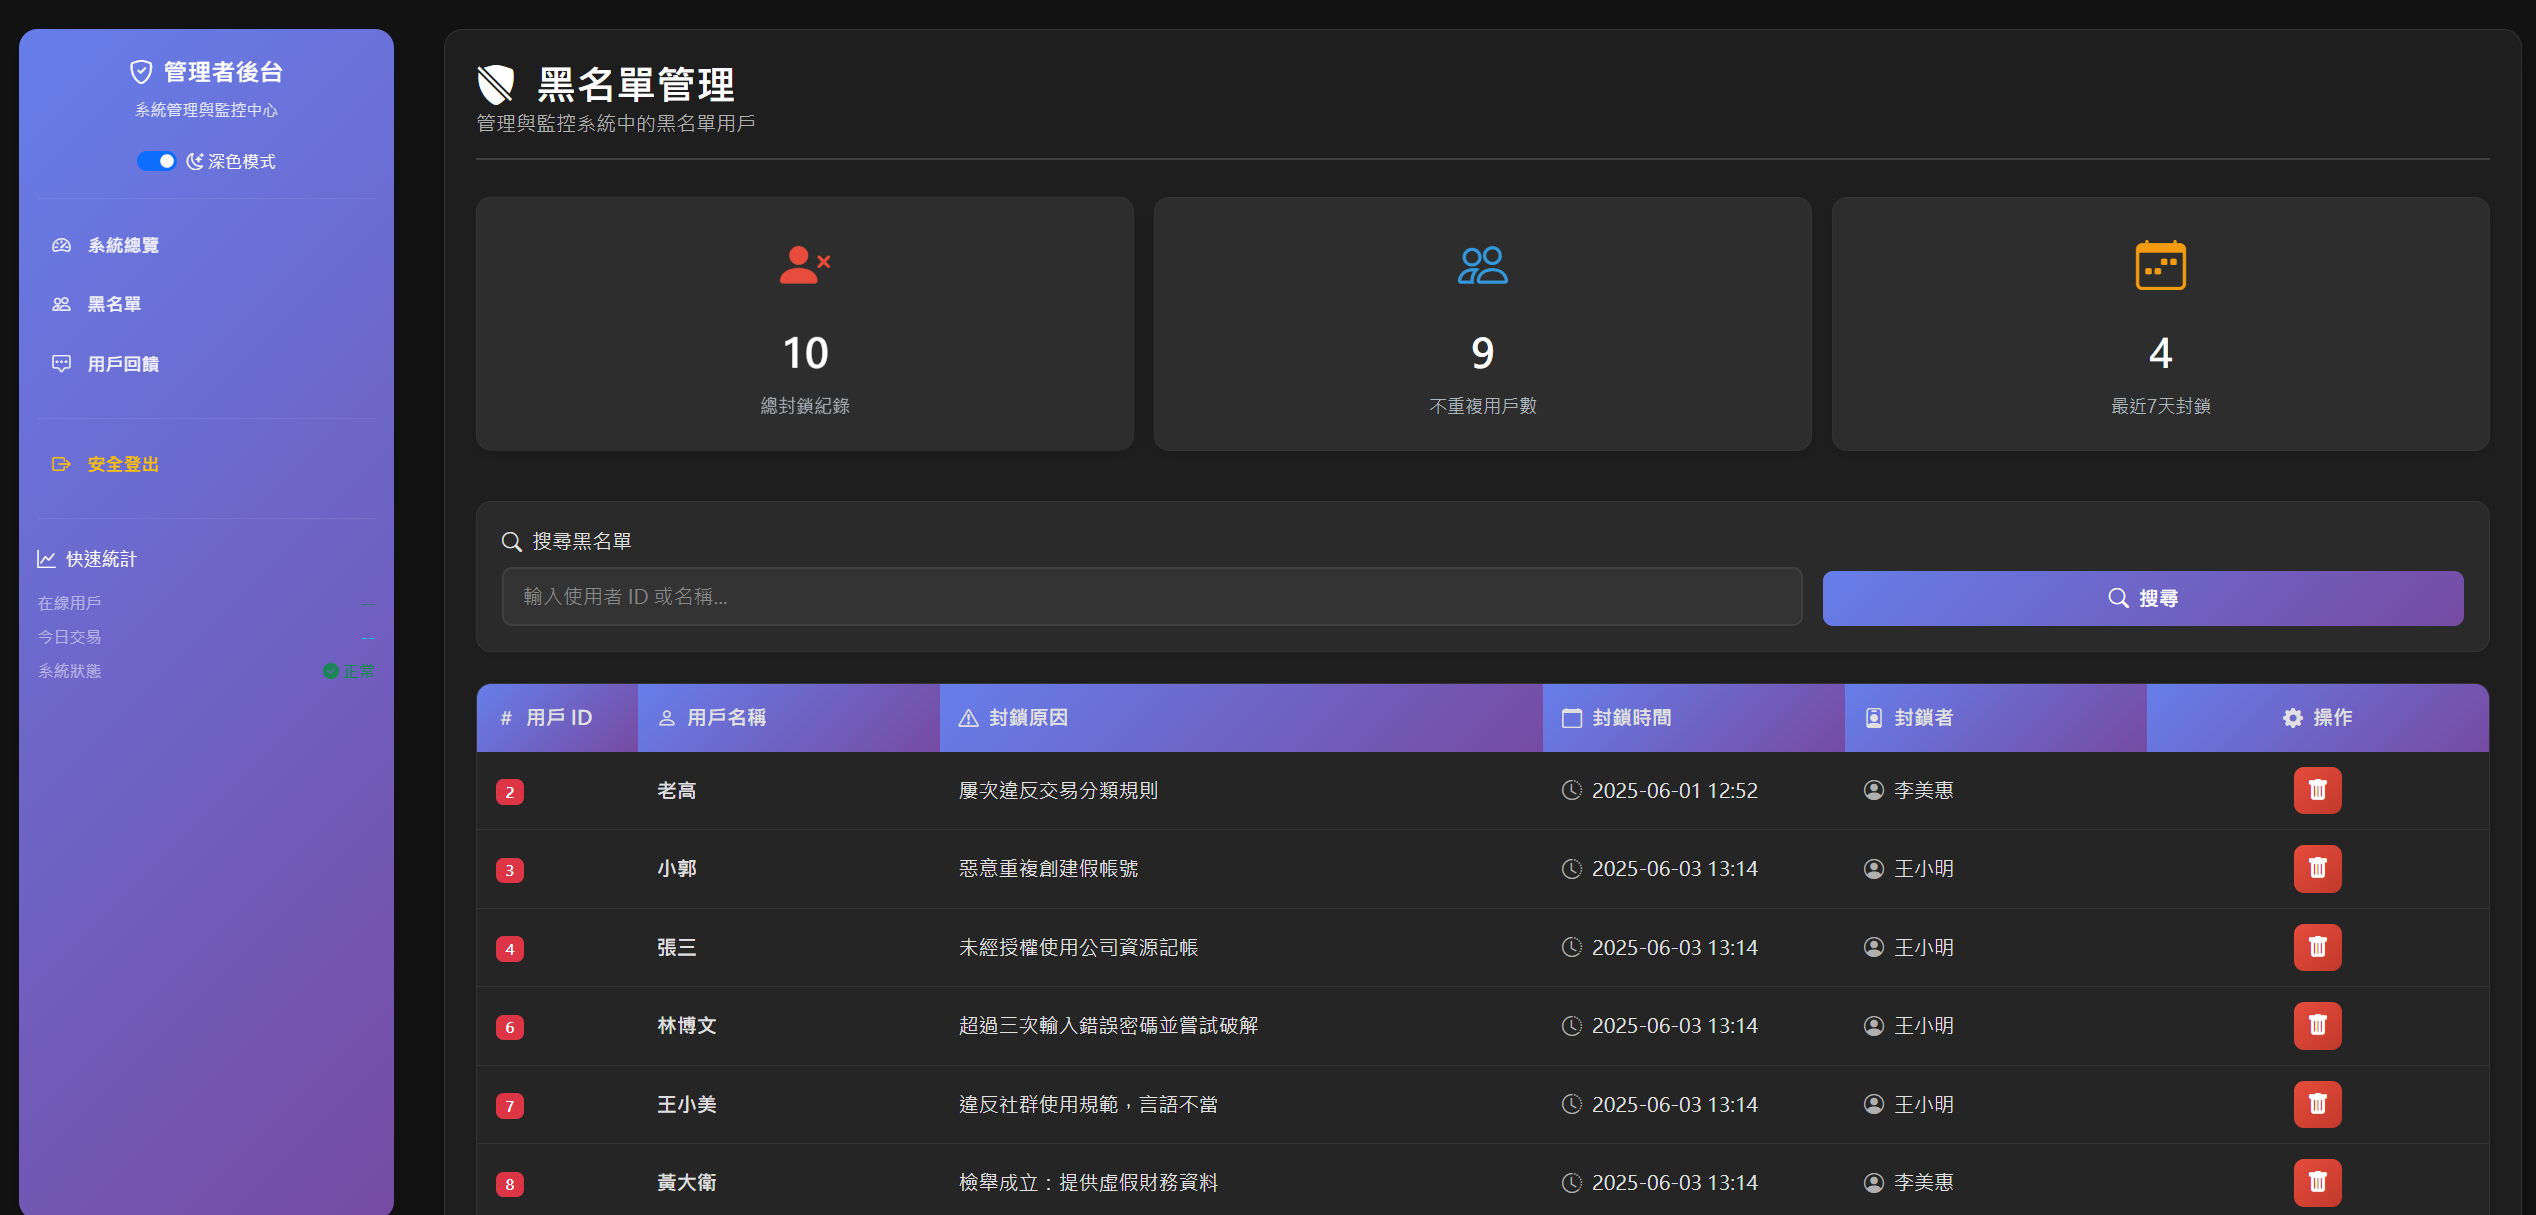 管理者後台
系統管理與監控中心
深色模式
系統總覽
黑名單
用戶回饋
安全登出
快速統計
在線用戶 --
今日交易 --
系統狀態 正常
黑名單管理
管理與監控系統中的黑名單用戶
10
總封鎖紀錄
9
不重複用戶數
4
最近7天封鎖
搜尋黑名單
輸入使用者 ID 或名稱...
搜尋
# 用戶 ID 用戶名稱 封鎖原因 封鎖時間 封鎖者 操作
2 老高 屢次違反交易分類規則 2025-06-01 12:52 李美惠
3 小郭 惡意重複創建假帳號 2025-06-03 13:14 王小明
4 張三 未經授權使用公司資源記帳 2025-06-03 13:14 王小明
6 林博文 超過三次輸入錯誤密碼並嘗試破解 2025-06-03 13:14 王小明
7 王小美 違反社群使用規範，言語不當 2025-06-03 13:14 王小明
8 黃大衛 檢舉成立：提供虛假財務資料 2025-06-03 13:14 李美惠